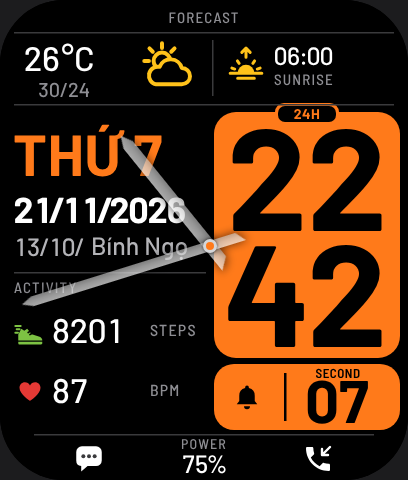 FORECAST
26°C
30/24
06:00
SUNRISE
24H
THỨ 7
21/11/2026
13/10/ Bính Ngọ
22
42
ACTIVITY
8201 STEPS
87 BPM
SECOND
07
POWER
75%